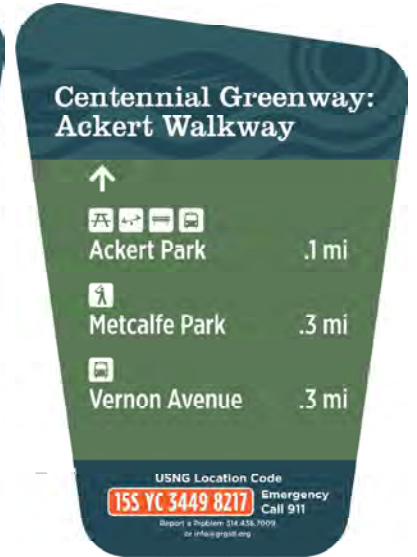 Centennial Greenway:
Ackert Walkway
Ackert Park .1 mi
Metcalfe Park .3 mi
Vernon Avenue .3 mi
USNG Location Code
15S YC 3449 8217 Emergency
Call 911
Report a Problem 314.436.7009
or info@grgstl.org